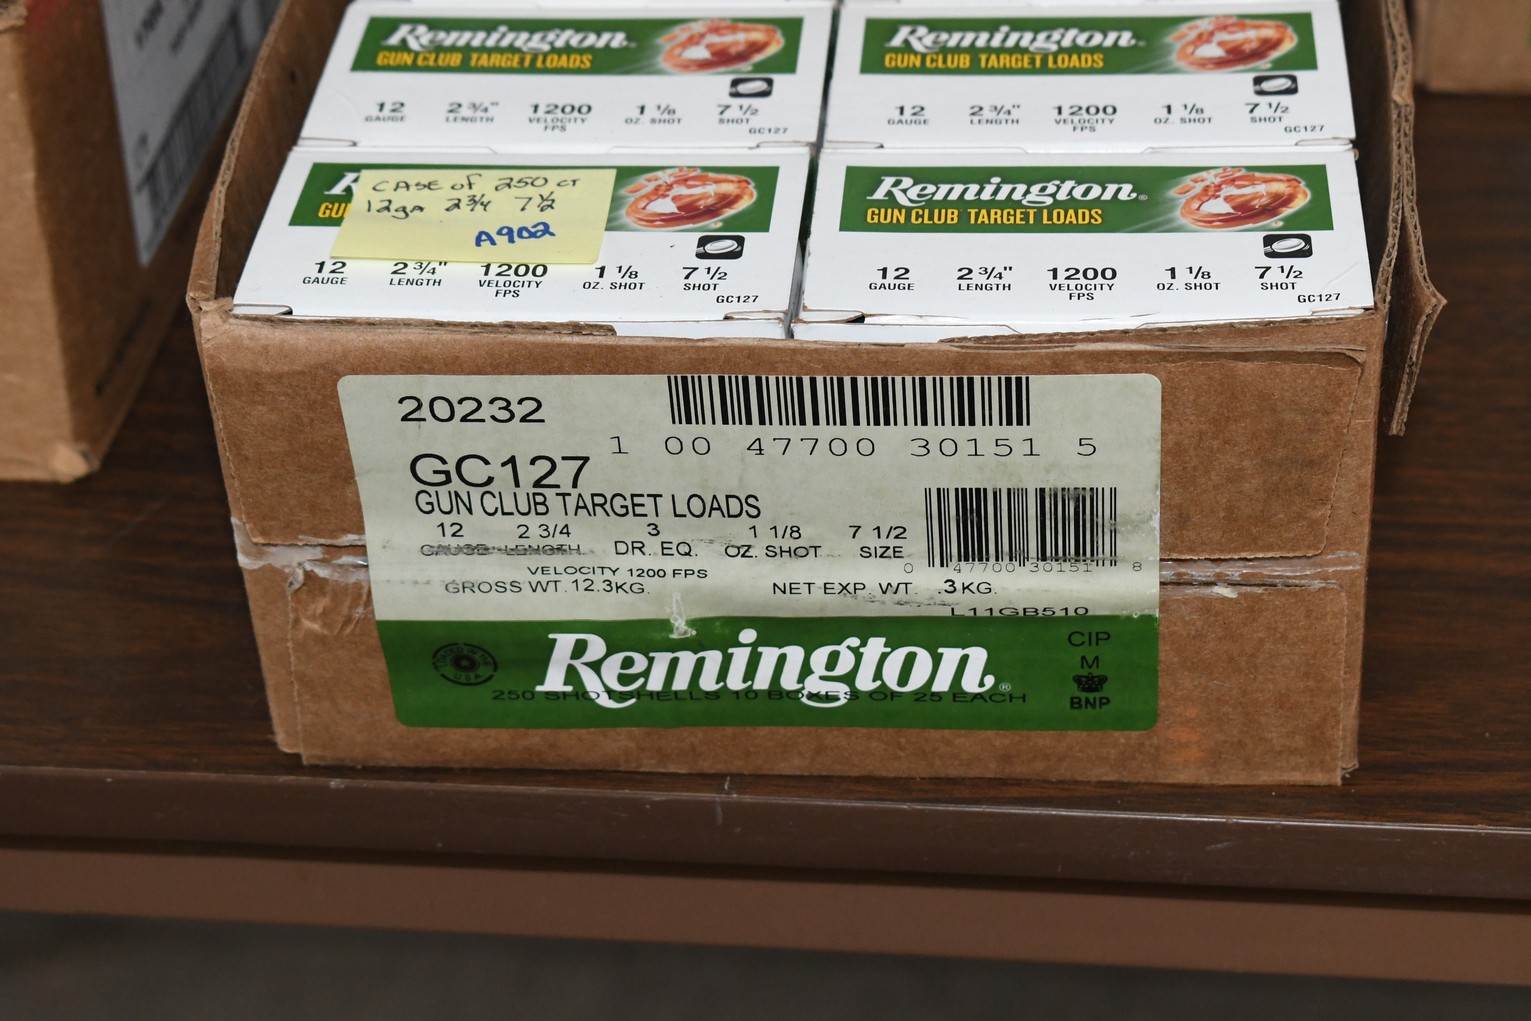 Remington.
GUN CLUB TARGET LOADS
12 2 3/4" 1200 1 1/8 7 1/2
GAUGE LENGTH VELOCITY FPS OZ. SHOT SHOT
GC127
Remington.
GUN CLUB TARGET LOADS
12 2 3/4" 1200 1 1/8 7 1/2
GAUGE LENGTH VELOCITY FPS OZ. SHOT SHOT
GC127
CASE of 250 CT
12ga 2 3/4 7 1/2
A902
12 2 3/4" 1200 1 1/8 7 1/2
GAUGE LENGTH VELOCITY FPS OZ. SHOT SHOT
GC127
Remington®
GUN CLUB TARGET LOADS
12 2 3/4" 1200 1 1/8 7 1/2
GAUGE LENGTH VELOCITY FPS OZ. SHOT SHOT
GC127
20232
1 00 47700 30151 5
GC127
GUN CLUB TARGET LOADS
12 2 3/4 3 1 1/8 7 1/2
GAUGE LENGTH DR. EQ. OZ. SHOT SIZE
0 47700 30151 8
VELOCITY 1200 FPS
GROSS WT. 12.3KG. NET EXP. WT. .3KG.
L11GB510
Remington®
250 SHOTSHELLS 10 BOXES OF 25 EACH
LOADED IN THE U.S.A.
CIP
M
BNP